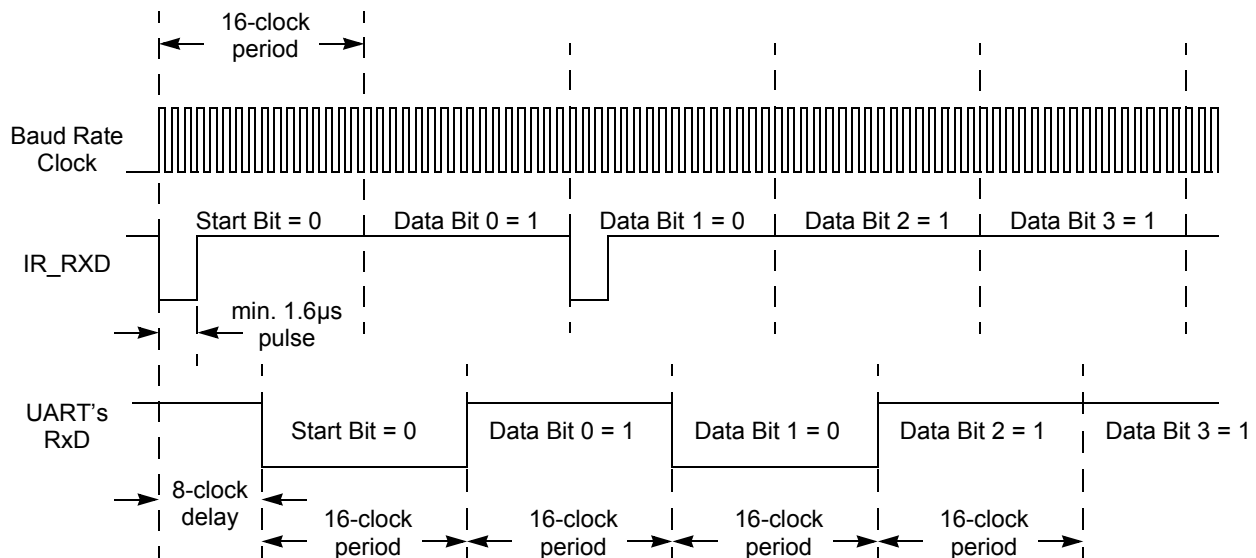 16-clock
period
Baud Rate
Clock
Start Bit = 0
Data Bit 0 = 1
Data Bit 1 = 0
Data Bit 2 = 1
Data Bit 3 = 1
IR_RXD
min. 1.6µs
pulse
UART’s
RxD
Start Bit = 0
Data Bit 0 = 1
Data Bit 1 = 0
Data Bit 2 = 1
Data Bit 3 = 1
8-clock
delay
16-clock
period
16-clock
period
16-clock
period
16-clock
period